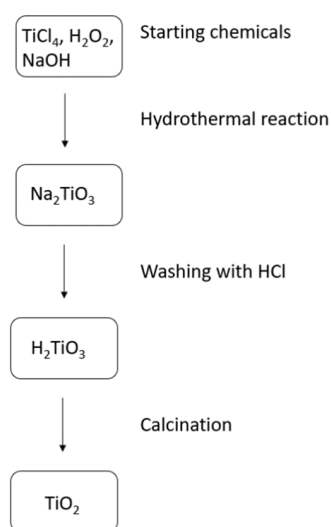 TiCl₄, H₂O₂,
NaOH
Starting chemicals
Hydrothermal reaction
Na₂TiO₃
Washing with HCl
H₂TiO₃
Calcination
TiO₂